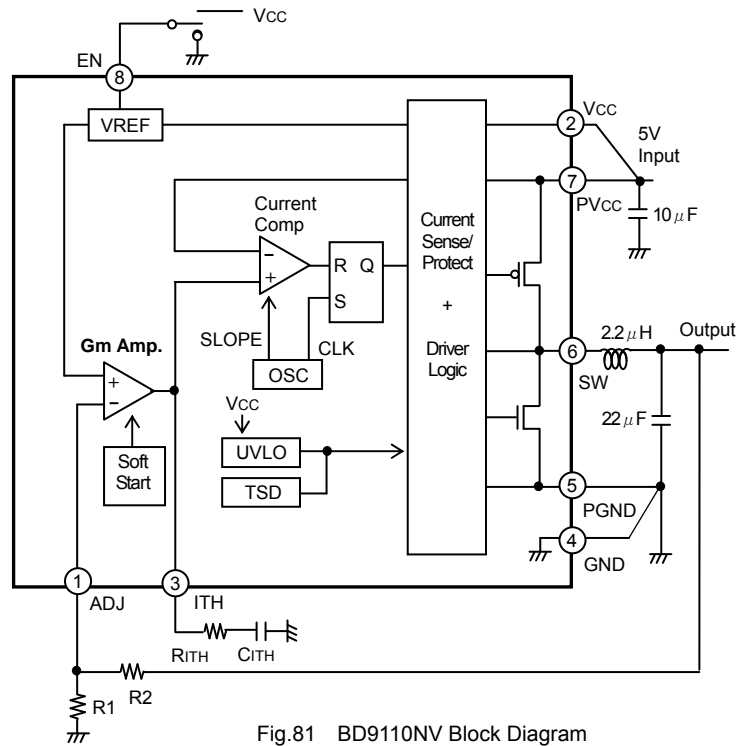 VCC
EN
8
VREF
VCC
2
5V
Input
7
PVCC
10μF
Current
Comp
Current
Sense/
Protect
+
Driver
Logic
−
+
R Q
S
SLOPE
CLK
OSC
Gm Amp.
+
−
Soft
Start
VCC
UVLO
TSD
2.2μH
Output
6
SW
22μF
5
PGND
4
GND
1
ADJ
3
ITH
RITH
CITH
R2
R1
Fig.81 BD9110NV Block Diagram